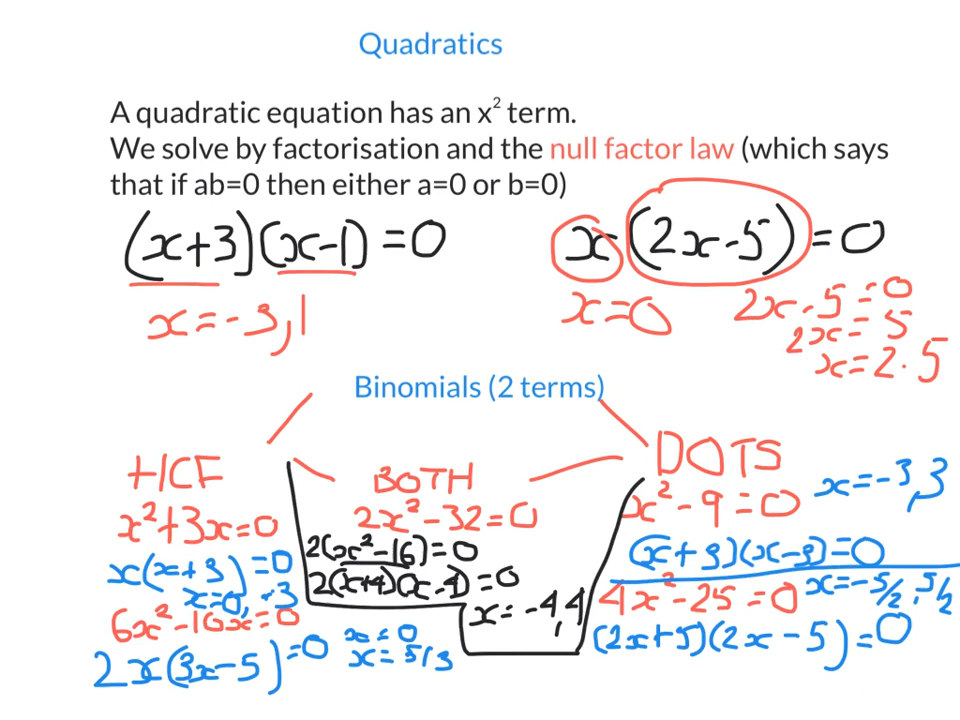 Quadratics
A quadratic equation has an x² term.
We solve by factorisation and the null factor law (which says
that if ab=0 then either a=0 or b=0)
(x+3)(x-1)=0
x=-3,1
x(2x-5)=0
x=0
2x-5=0
2x=5
x=2.5
Binomials (2 terms)
HCF
x²+3x=0
x(x+3)=0
x=0,-3
6x²-10x=0
2x(3x-5)=0
x=0
x=5/3
BOTH
2x²-32=0
2(x²-16)=0
2(x+4)(x-4)=0
x=-4,4
DOTS
x²-9=0
x=-3,3
(x+3)(x-3)=0
4x²-25=0
x=-5/2,5/2
(2x+5)(2x-5)=0